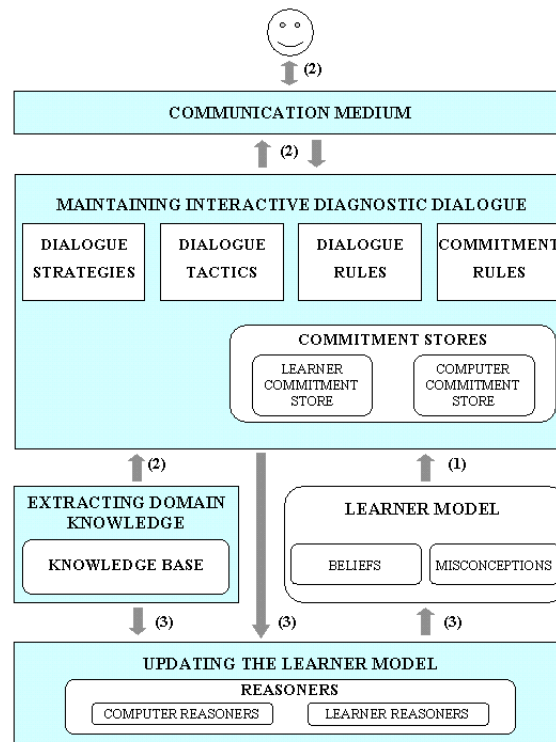 (2)
COMMUNICATION MEDIUM
(2)
MAINTAINING INTERACTIVE DIAGNOSTIC DIALOGUE
DIALOGUE
STRATEGIES
DIALOGUE
TACTICS
DIALOGUE
RULES
COMMITMENT
RULES
COMMITMENT STORES
LEARNER
COMMITMENT
STORE
COMPUTER
COMMITMENT
STORE
(2)
(1)
EXTRACTING DOMAIN
KNOWLEDGE
KNOWLEDGE BASE
LEARNER MODEL
BELIEFS
MISCONCEPTIONS
(3)
(3)
(3)
UPDATING THE LEARNER MODEL
REASONERS
COMPUTER REASONERS
LEARNER REASONERS